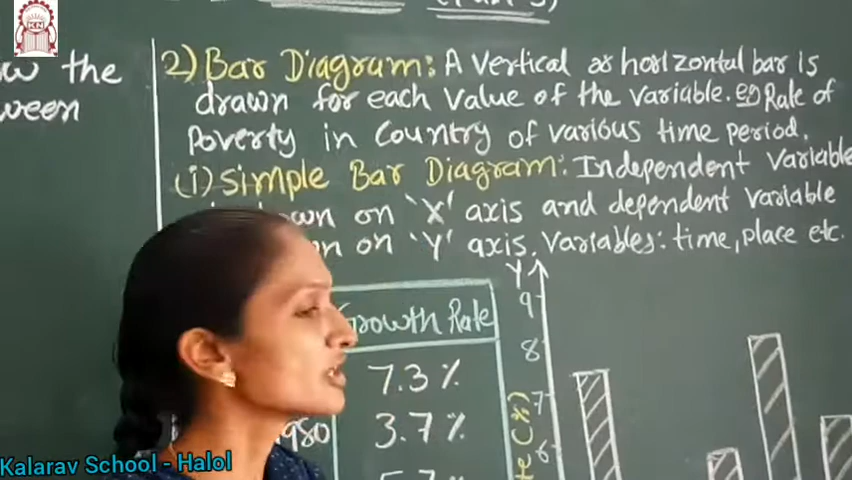 KN
w the
ween
2) Bar Diagram: A vertical or horizontal bar is
drawn for each value of the variable. eg Rate of
Poverty in Country of various time period.
(i) Simple Bar Diagram: Independent variable
on 'X' axis and dependent variable
on 'Y' axis. Variables: time, place etc.
Growth Rate
7.3 %
1980 3.7 %
Y
9
8
7
6
(%)
Kalarav School - Halol